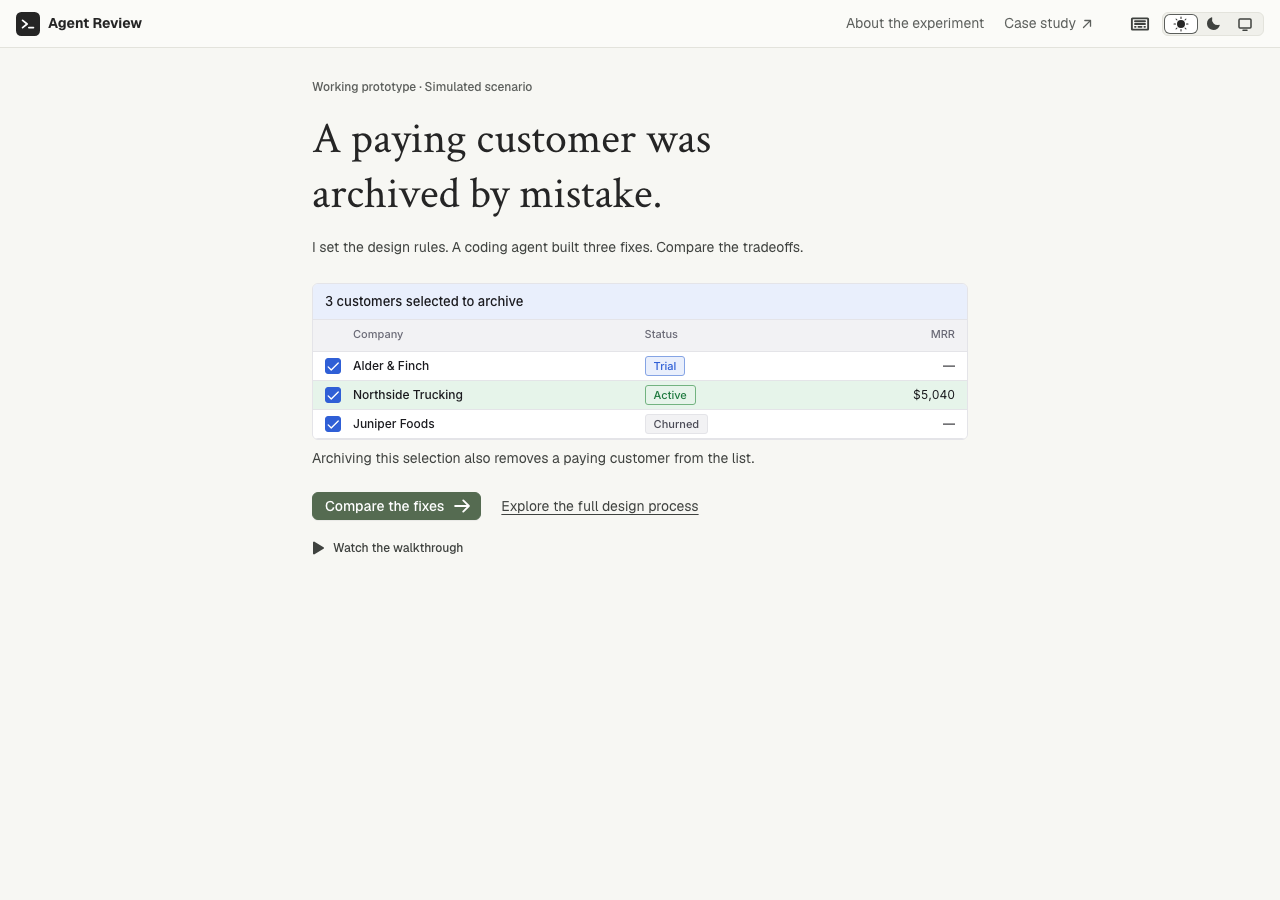 Agent Review
About the experiment
Case study
Working prototype · Simulated scenario
A paying customer was
archived by mistake.
I set the design rules. A coding agent built three fixes. Compare the tradeoffs.
3 customers selected to archive
Company Status MRR
Alder & Finch Trial —
Northside Trucking Active $5,040
Juniper Foods Churned —
Archiving this selection also removes a paying customer from the list.
Compare the fixes
Explore the full design process
Watch the walkthrough